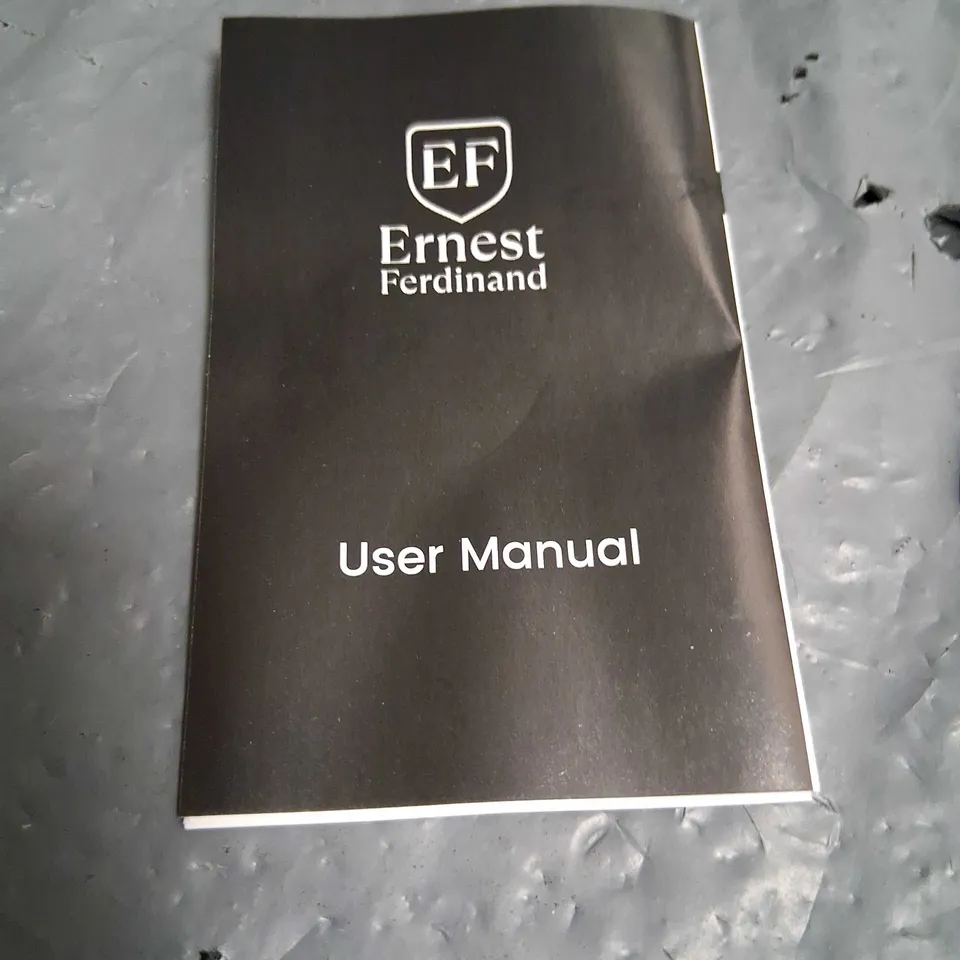 EF
Ernest
Ferdinand
User Manual